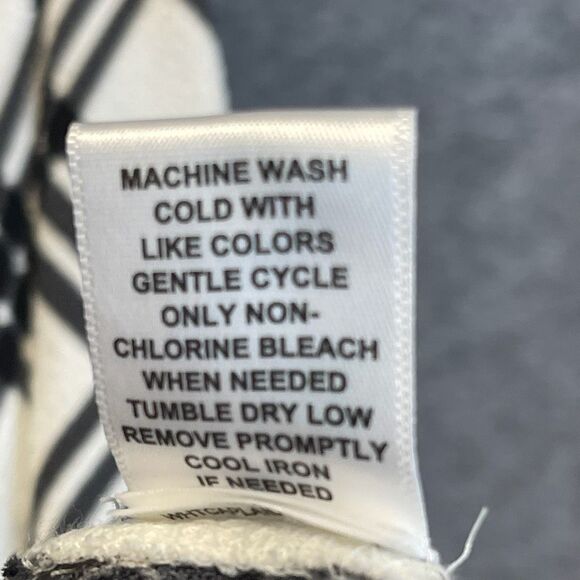 MACHINE WASH
COLD WITH
LIKE COLORS
GENTLE CYCLE
ONLY NON-
CHLORINE BLEACH
WHEN NEEDED
TUMBLE DRY LOW
REMOVE PROMPTLY
COOL IRON
IF NEEDED